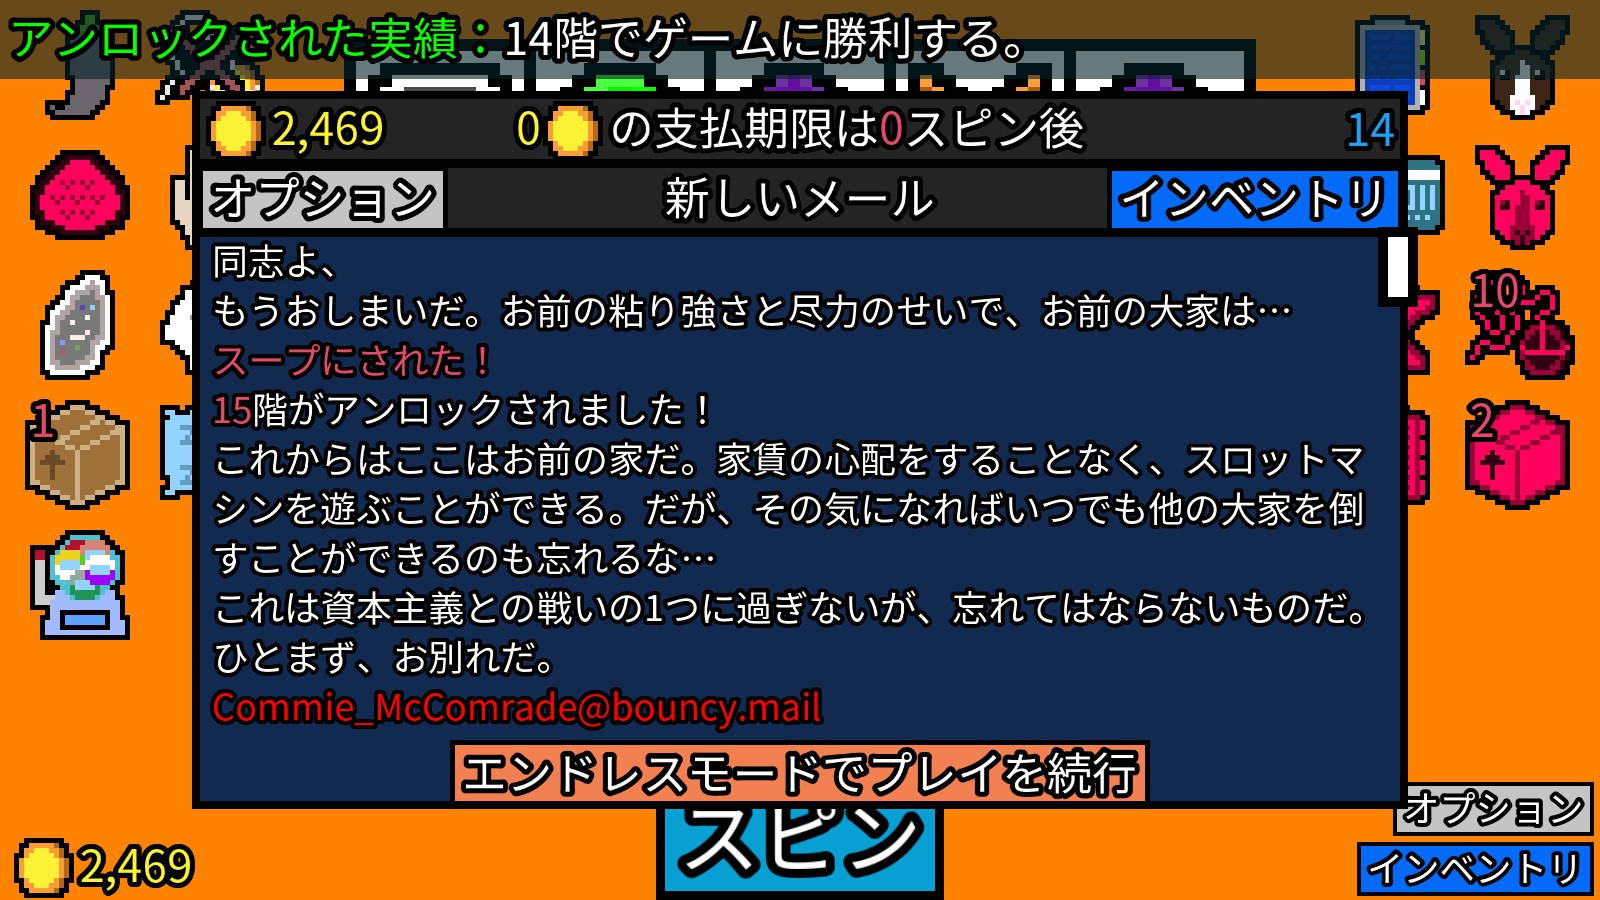 アンロックされた実績：14階でゲームに勝利する。
2,469 0 の支払期限は0スピン後 14
オプション 新しいメール インベントリ
同志よ、
もうおしまいだ。お前の粘り強さと尽力のせいで、お前の大家は…
スープにされた！
15階がアンロックされました！
これからはここはお前の家だ。家賃の心配をすることなく、スロットマ
シンを遊ぶことができる。だが、その気になればいつでも他の大家を倒
すことができるのも忘れるな…
これは資本主義との戦いの1つに過ぎないが、忘れてはならないものだ。
ひとまず、お別れだ。
Commie_McComrade@bouncy.mail
エンドレスモードでプレイを続行
10
1
1
2
スピン
オプション
インベントリ
2,469